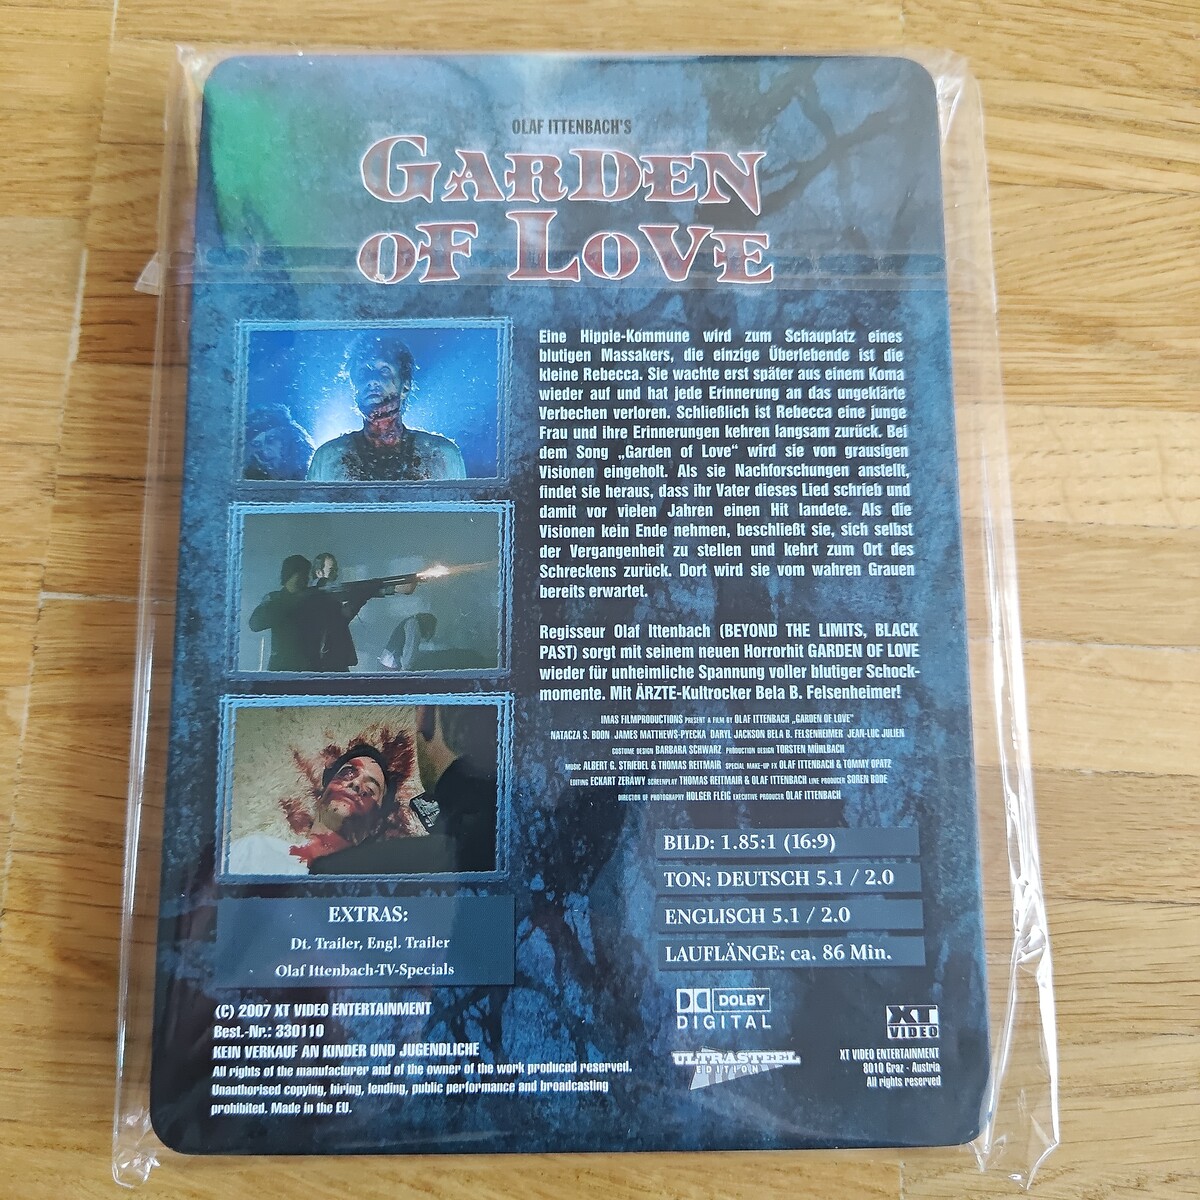 OLAF ITTENBACH'S
GARDEN
OF LOVE
Eine Hippie-Kommune wird zum Schauplatz eines
blutigen Massakers, die einzige Überlebende ist die
kleine Rebecca. Sie wachte erst später aus einem Koma
wieder auf und hat jede Erinnerung an das ungeklärte
Verbechen verloren. Schließlich ist Rebecca eine junge
Frau und ihre Erinnerungen kehren langsam zurück. Bei
dem Song „Garden of Love“ wird sie von grausigen
Visionen eingeholt. Als sie Nachforschungen anstellt,
findet sie heraus, dass ihr Vater dieses Lied schrieb und
damit vor vielen Jahren einen Hit landete. Als die
Visionen kein Ende nehmen, beschließt sie, sich selbst
der Vergangenheit zu stellen und kehrt zum Ort des
Schreckens zurück. Dort wird sie vom wahren Grauen
bereits erwartet.
Regisseur Olaf Ittenbach (BEYOND THE LIMITS, BLACK
PAST) sorgt mit seinem neuen Horrorhit GARDEN OF LOVE
wieder für unheimliche Spannung voller blutiger Schock-
momente. Mit ÄRZTE-Kultrocker Bela B. Felsenheimer!
IMAS FILMPRODUCTIONS PRESENT A FILM BY OLAF ITTENBACH „GARDEN OF LOVE“
NATACZA S. BOON JAMES MATTHEWS-PYECKA DARYL JACKSON BELA B. FELSENHEIMER JEAN-LUC JULIEN
COSTUME DESIGN BARBARA SCHWARZ PRODUCTION DESIGN TORSTEN MÜHLBACH
MUSIC ALBERT G. STRIEDEL & THOMAS REITMAIR SPECIAL MAKE-UP FX OLAF ITTENBACH & TOMMY OPATZ
EDITING ECKART ZERAWY SCREENPLAY THOMAS REITMAIR & OLAF ITTENBACH LINE PRODUCER SOREN BODE
DIRECTOR OF PHOTOGRAPHY HOLGER FLEIG EXECUTIVE PRODUCER OLAF ITTENBACH
BILD: 1.85:1 (16:9)
TON: DEUTSCH 5.1 / 2.0
ENGLISCH 5.1 / 2.0
LAUFLÄNGE: ca. 86 Min.
EXTRAS:
Dt. Trailer, Engl. Trailer
Olaf Ittenbach-TV-Specials
(C) 2007 XT VIDEO ENTERTAINMENT
Best.-Nr.: 330110
KEIN VERKAUF AN KINDER UND JUGENDLICHE
All rights of the manufacturer and of the owner of the work produced reserved.
Unauthorised copying, hiring, lending, public performance and broadcasting
prohibited. Made in the EU.
DOLBY
DIGITAL
ULTRASTEEL
EDITION
XT
VIDEO
XT VIDEO ENTERTAINMENT
8010 Graz - Austria
All rights reserved